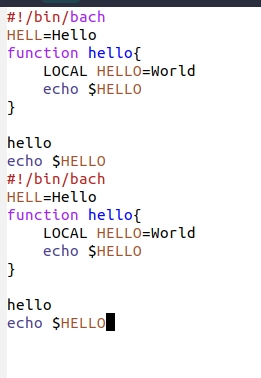 #!/bin/bach
HELL=Hello
function hello{
    LOCAL HELLO=World
    echo $HELLO
}

hello
echo $HELLO
#!/bin/bach
HELL=Hello
function hello{
    LOCAL HELLO=World
    echo $HELLO
}

hello
echo $HELLO